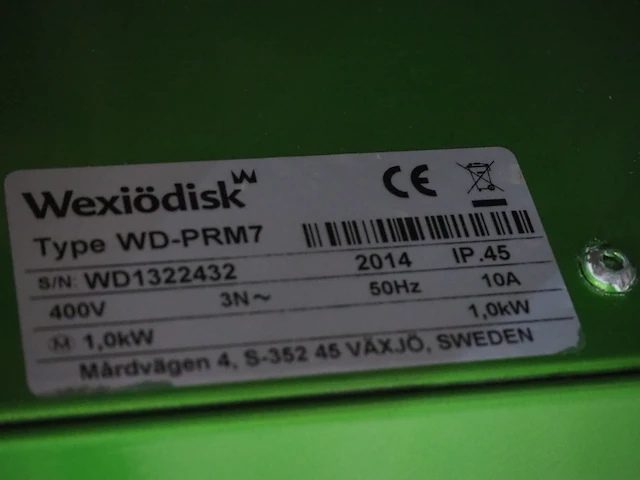 Wexiödisk
CE
Type WD-PRM7
S/N: WD1322432 2014 IP.45
400V 3N~ 50Hz 10A
M 1,0kW 1,0kW
Mårdvägen 4, S-352 45 VÄXJÖ, SWEDEN